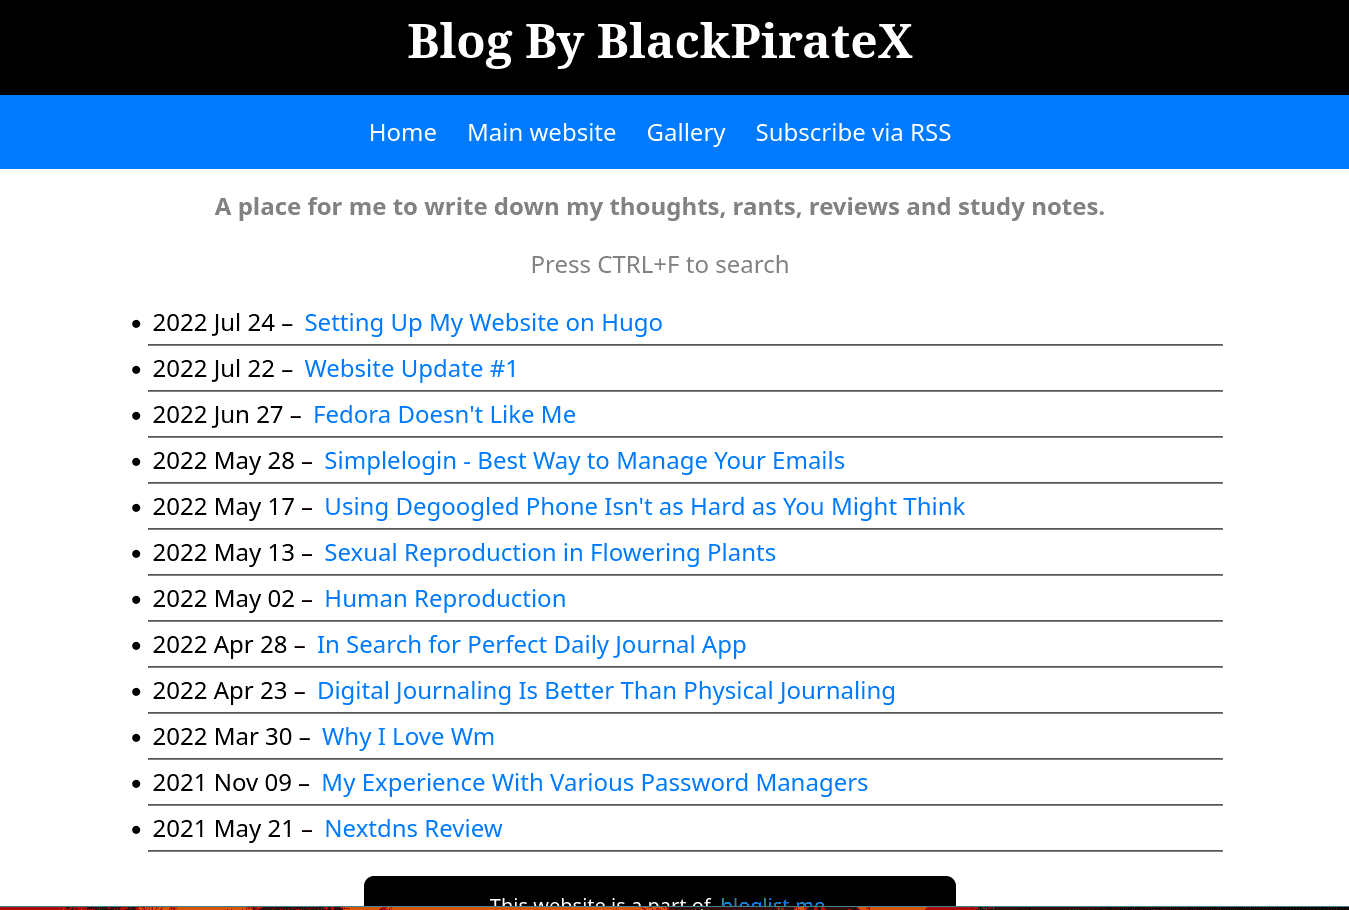 Blog By BlackPirateX
Home Main website Gallery Subscribe via RSS
A place for me to write down my thoughts, rants, reviews and study notes.
Press CTRL+F to search
• 2022 Jul 24 – Setting Up My Website on Hugo
• 2022 Jul 22 – Website Update #1
• 2022 Jun 27 – Fedora Doesn't Like Me
• 2022 May 28 – Simplelogin - Best Way to Manage Your Emails
• 2022 May 17 – Using Degoogled Phone Isn't as Hard as You Might Think
• 2022 May 13 – Sexual Reproduction in Flowering Plants
• 2022 May 02 – Human Reproduction
• 2022 Apr 28 – In Search for Perfect Daily Journal App
• 2022 Apr 23 – Digital Journaling Is Better Than Physical Journaling
• 2022 Mar 30 – Why I Love Wm
• 2021 Nov 09 – My Experience With Various Password Managers
• 2021 May 21 – Nextdns Review
This website is a part of bloglist.me